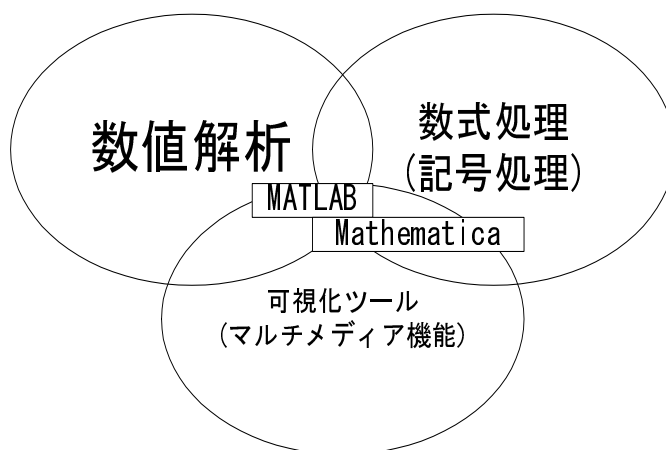 数値解析
数式処理
(記号処理)
MATLAB
Mathematica
可視化ツール
(マルチメディア機能)